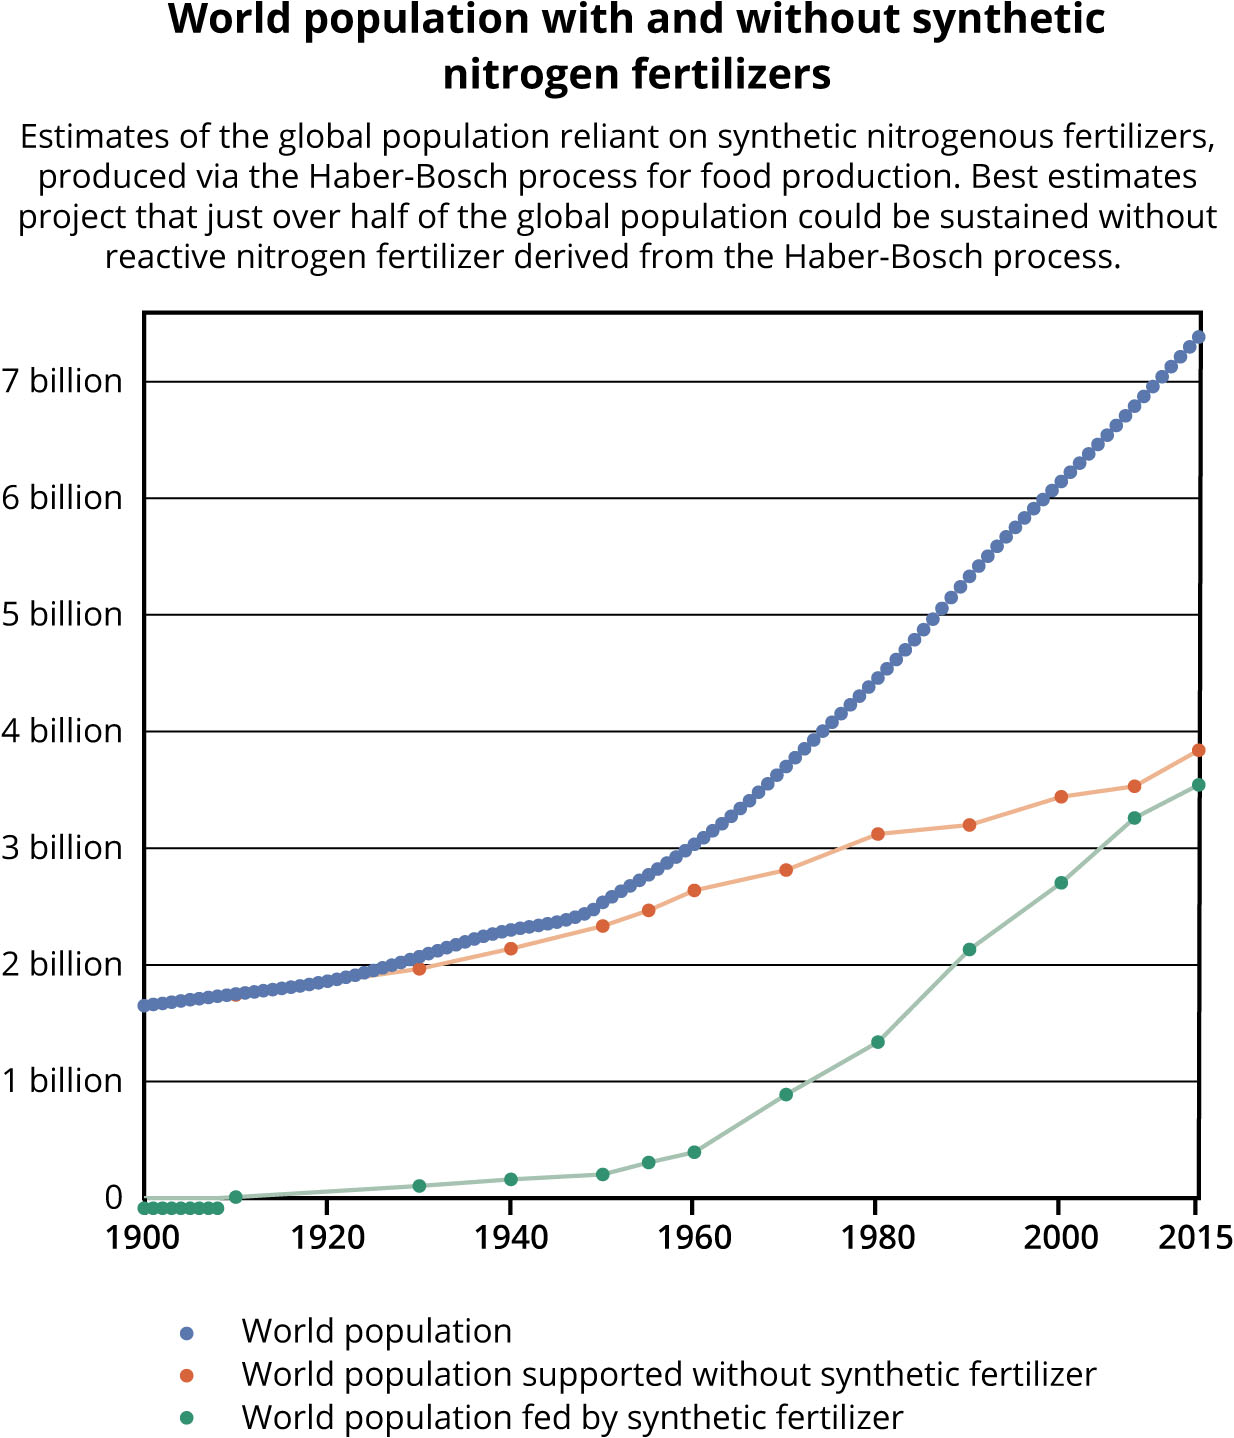 World population with and without synthetic
nitrogen fertilizers
Estimates of the global population reliant on synthetic nitrogenous fertilizers,
produced via the Haber-Bosch process for food production. Best estimates
project that just over half of the global population could be sustained without
reactive nitrogen fertilizer derived from the Haber-Bosch process.
7 billion
6 billion
5 billion
4 billion
3 billion
2 billion
1 billion
0
1900 1920 1940 1960 1980 2000 2015
World population
World population supported without synthetic fertilizer
World population fed by synthetic fertilizer